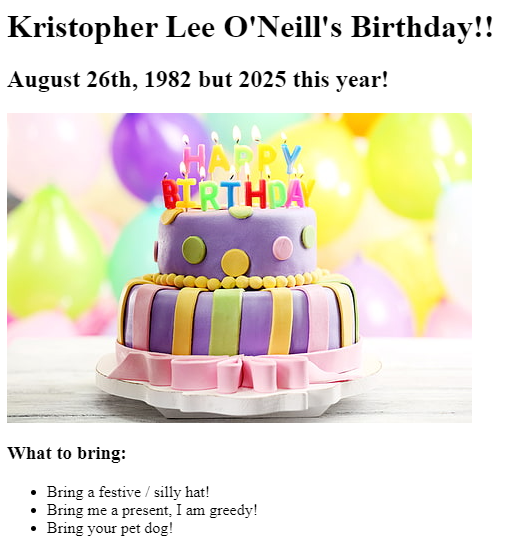 Kristopher Lee O'Neill's Birthday!!
August 26th, 1982 but 2025 this year!
HAPPY
BIRTHDAY
What to bring:
Bring a festive / silly hat!
Bring me a present, I am greedy!
Bring your pet dog!